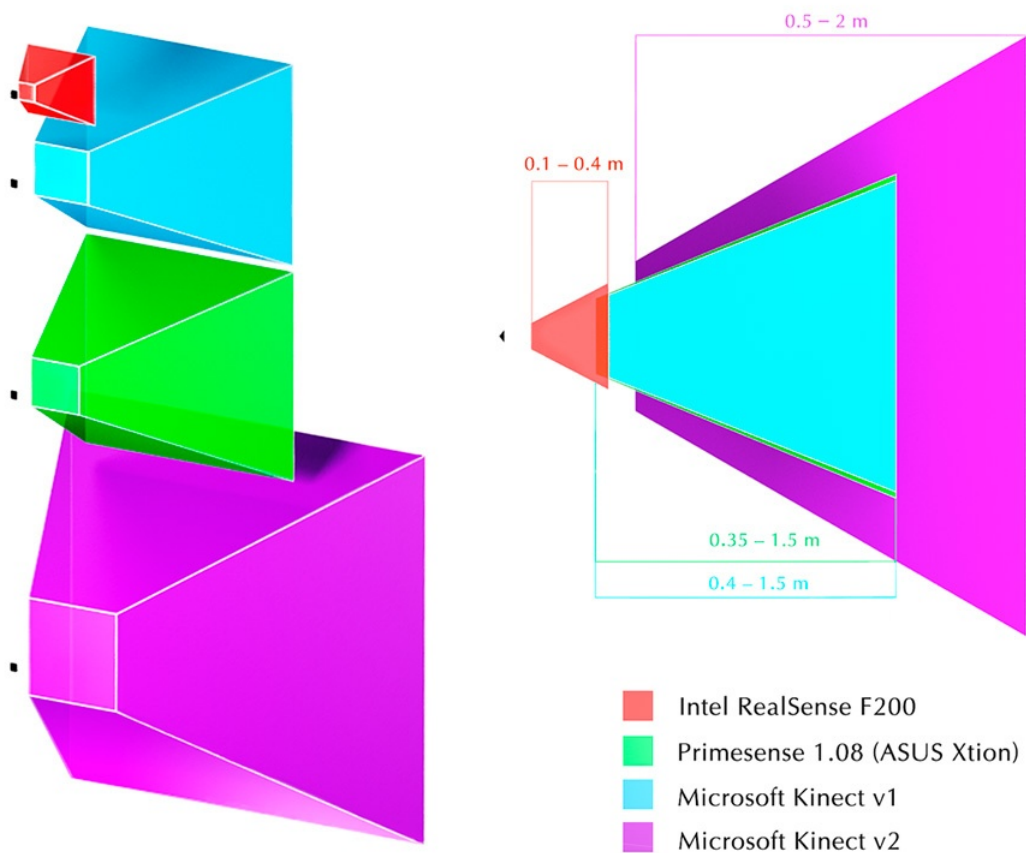 0.5 – 2 m
0.1 – 0.4 m
0.35 – 1.5 m
0.4 – 1.5 m
Intel RealSense F200
Primesense 1.08 (ASUS Xtion)
Microsoft Kinect v1
Microsoft Kinect v2